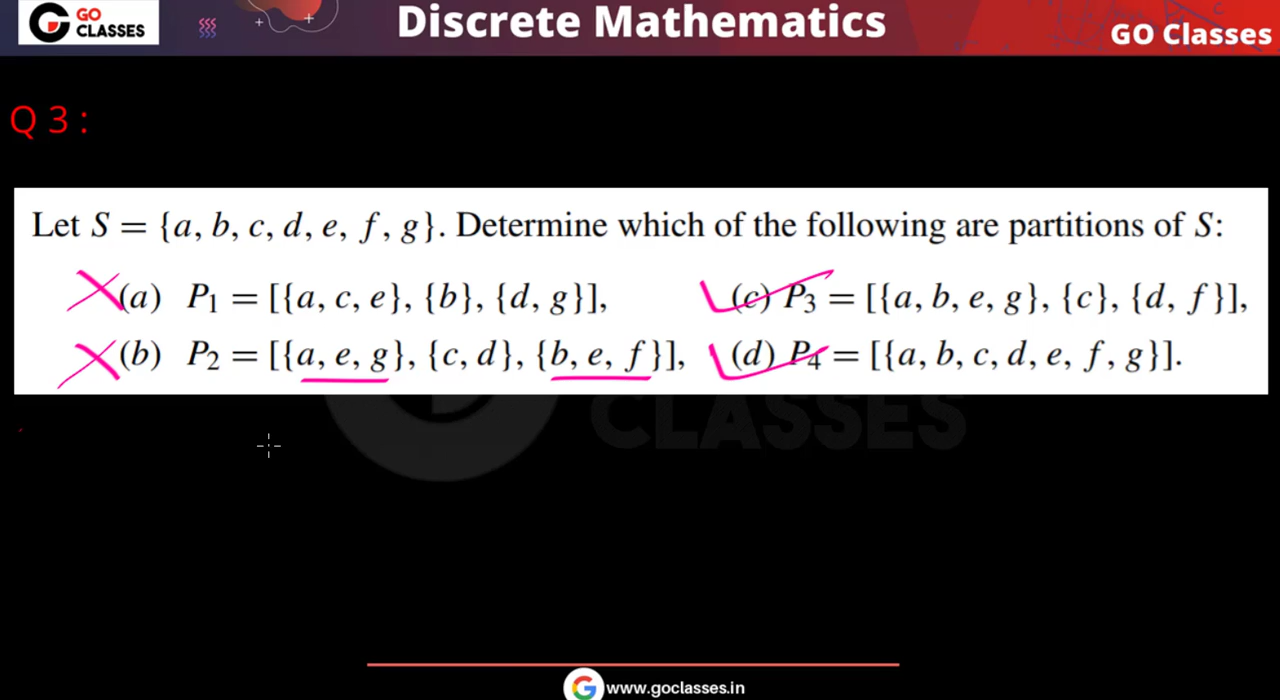 GO CLASSES
Discrete Mathematics
GO Classes
Q 3 :
Let S = {a, b, c, d, e, f, g}. Determine which of the following are partitions of S:
(a) P₁ = [{a, c, e}, {b}, {d, g}],
(c) P₃ = [{a, b, e, g}, {c}, {d, f}],
(b) P₂ = [{a, e, g}, {c, d}, {b, e, f}],
(d) P₄ = [{a, b, c, d, e, f, g}].
CLASSES
www.goclasses.in